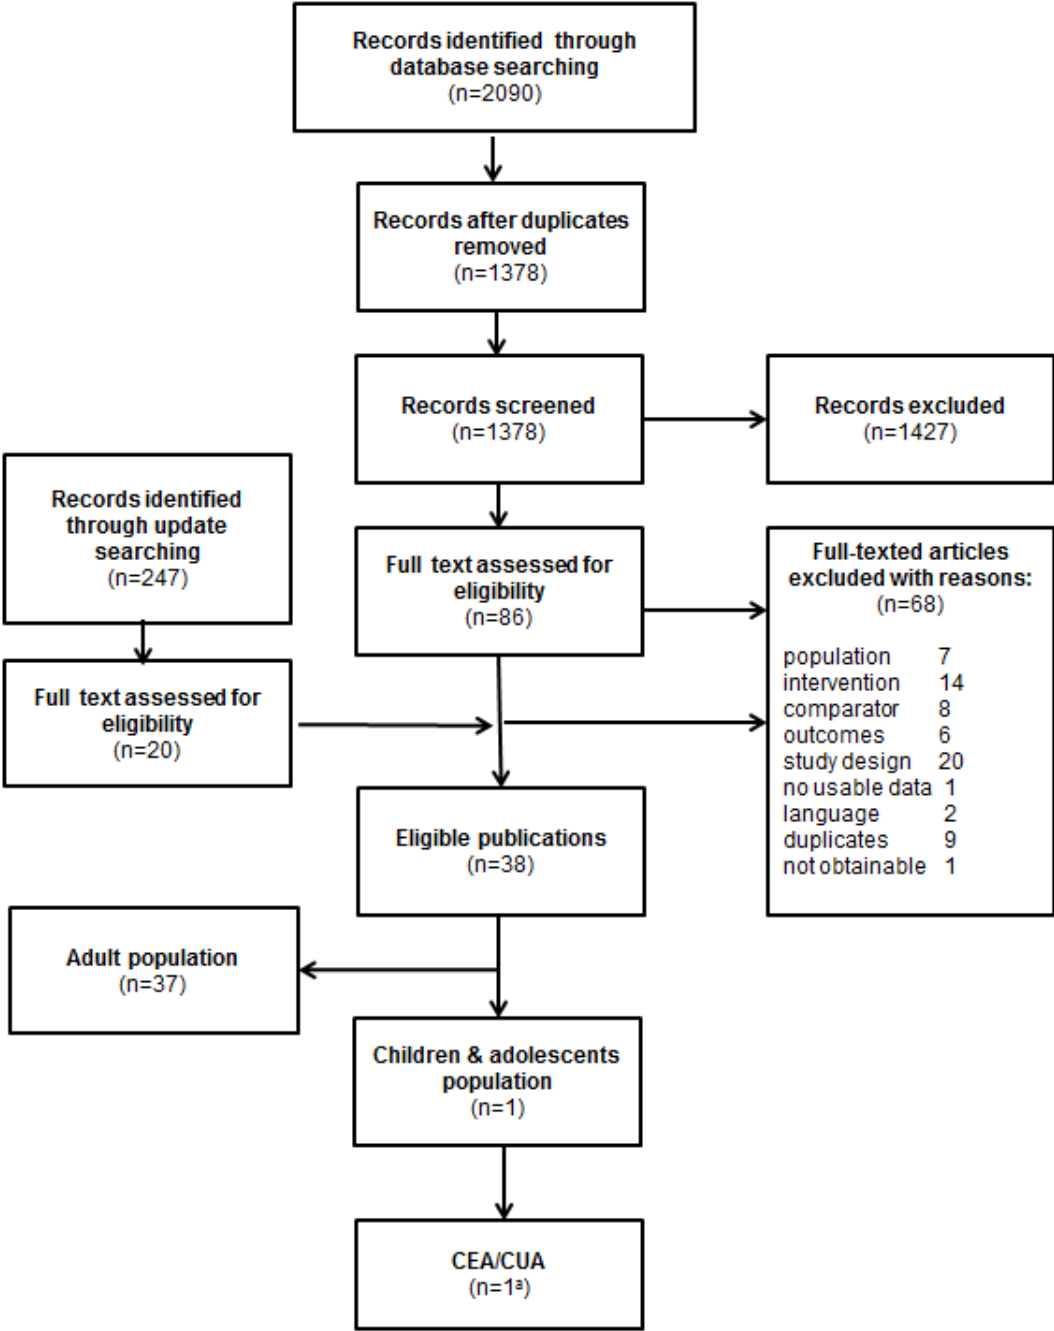 Records identified through
database searching
(n=2090)
Records after duplicates
removed
(n=1378)
Records screened
(n=1378)
Records excluded
(n=1427)
Records identified
through update
searching
(n=247)
Full text assessed for
eligibility
(n=86)
Full-texted articles
excluded with reasons:
(n=68)
population 7
intervention 14
comparator 8
outcomes 6
study design 20
no usable data 1
language 2
duplicates 9
not obtainable 1
Full text assessed for
eligibility
(n=20)
Eligible publications
(n=38)
Adult population
(n=37)
Children & adolescents
population
(n=1)
CEA/CUA
(n=1ª)